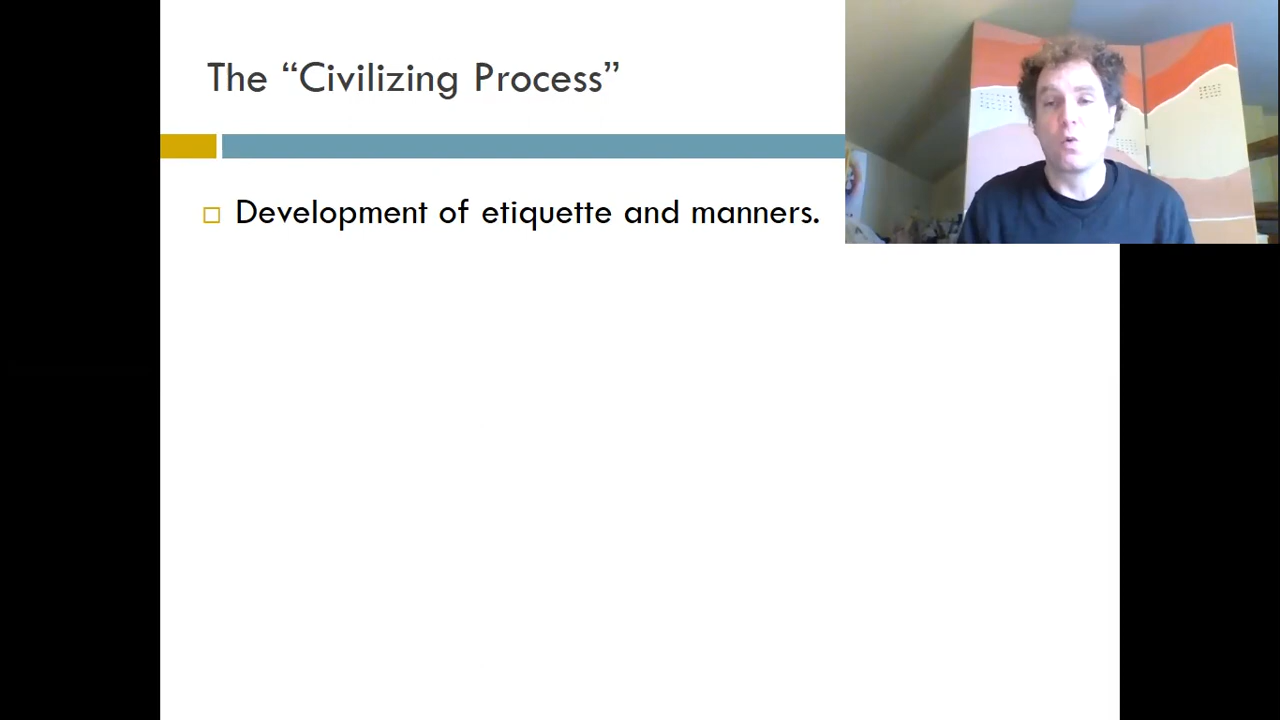 The “Civilizing Process”
Development of etiquette and manners.